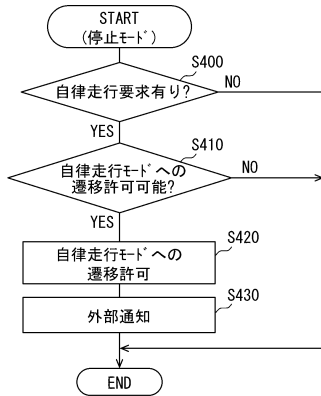 START
(停止ﾓｰﾄﾞ)
S400
自律走行要求有り?
NO
YES
S410
自律走行ﾓｰﾄﾞへの
遷移許可可能?
NO
YES
S420
自律走行ﾓｰﾄﾞへの
遷移許可
S430
外部通知
END